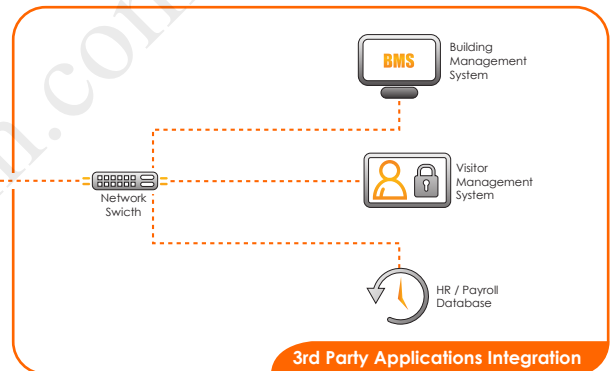 BMS
Building
Management
System
Visitor
Management
System
Network
Swicth
HR / Payroll
Database
3rd Party Applications Integration